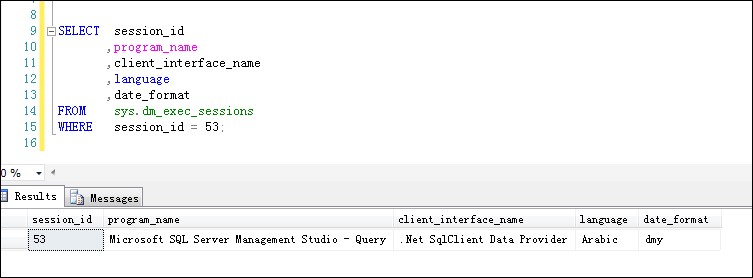 8
9 SELECT session_id
10 ,program_name
11 ,client_interface_name
12 ,language
13 ,date_format
14 FROM sys.dm_exec_sessions
15 WHERE session_id = 53;
16
0 %
Results Messages
session_id program_name client_interface_name language date_format
53 Microsoft SQL Server Management Studio - Query .Net SqlClient Data Provider Arabic dmy